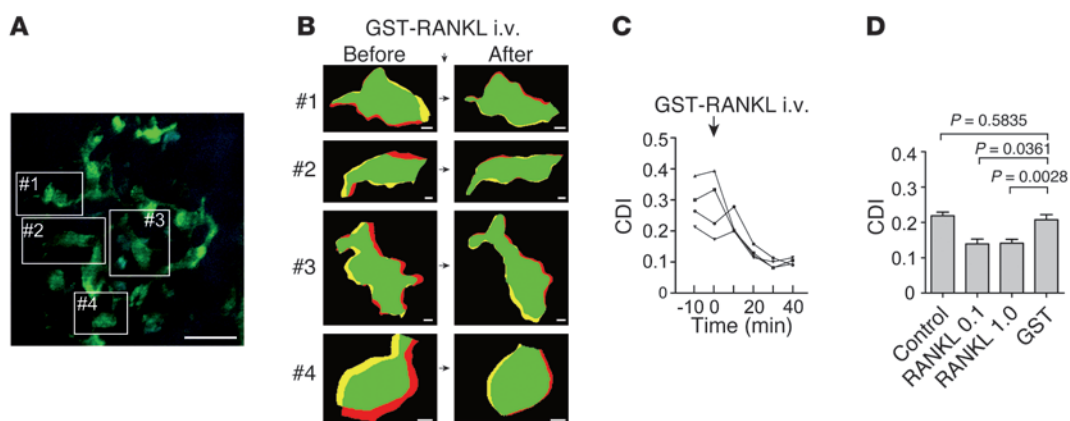 A
#1
#2
#3
#4
B
GST-RANKL i.v.
Before
After
#1
#2
#3
#4
C
GST-RANKL i.v.
0.5
0.4
0.3
0.2
0.1
0
CDI
-10 0 20 40
Time (min)
D
P = 0.5835
P = 0.0361
P = 0.0028
0.4
0.3
0.2
0.1
0
CDI
Control
RANKL 0.1
RANKL 1.0
GST